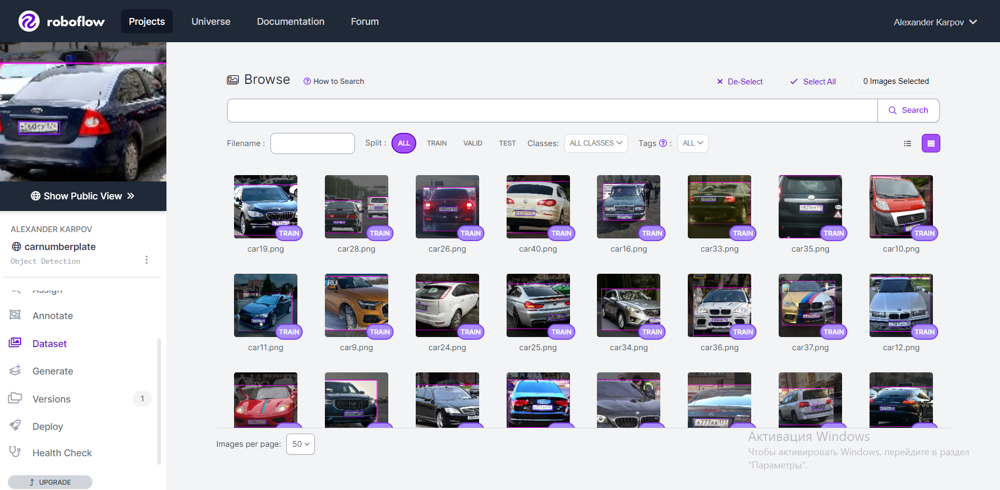 roboflow
Projects
Universe
Documentation
Forum
Alexander Karpov
Show Public View
ALEXANDER KARPOV
carnumberplate
Object Detection
Assign
Annotate
Dataset
Generate
Versions 1
Deploy
Health Check
UPGRADE
Browse
How to Search
De-Select
Select All
0 Images Selected
Search
Filename :
Split : ALL TRAIN VALID TEST
Classes: ALL CLASSES
Tags ? : ALL
TRAIN TRAIN TRAIN TRAIN TRAIN TRAIN TRAIN TRAIN
car19.png car28.png car26.png car40.png car16.png car33.png car35.png car10.png
RU
TRAIN TRAIN TRAIN TRAIN TRAIN TRAIN TRAIN TRAIN
car11.png car9.png car24.png car25.png car34.png car36.png car37.png car12.png
А777АА 177
Images per page: 50
Активация Windows
Чтобы активировать Windows, перейдите в раздел
"Параметры".